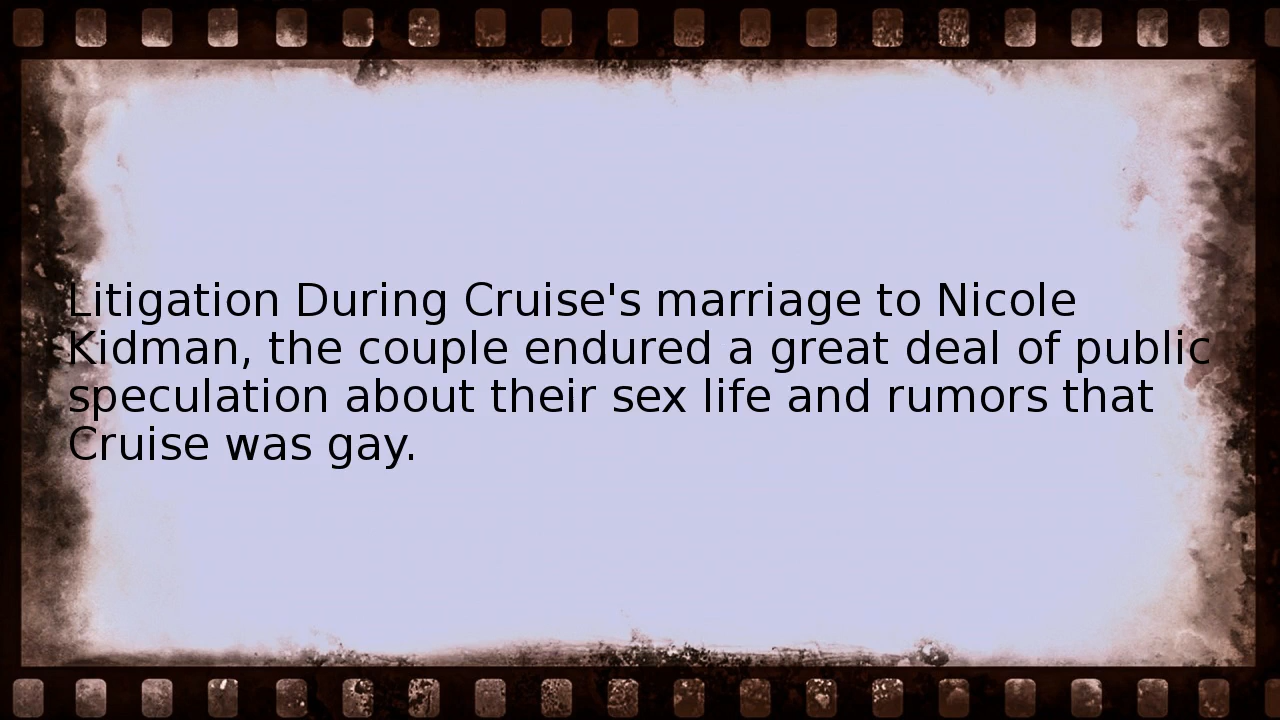 Litigation During Cruise's marriage to Nicole
Kidman, the couple endured a great deal of public
speculation about their sex life and rumors that
Cruise was gay.